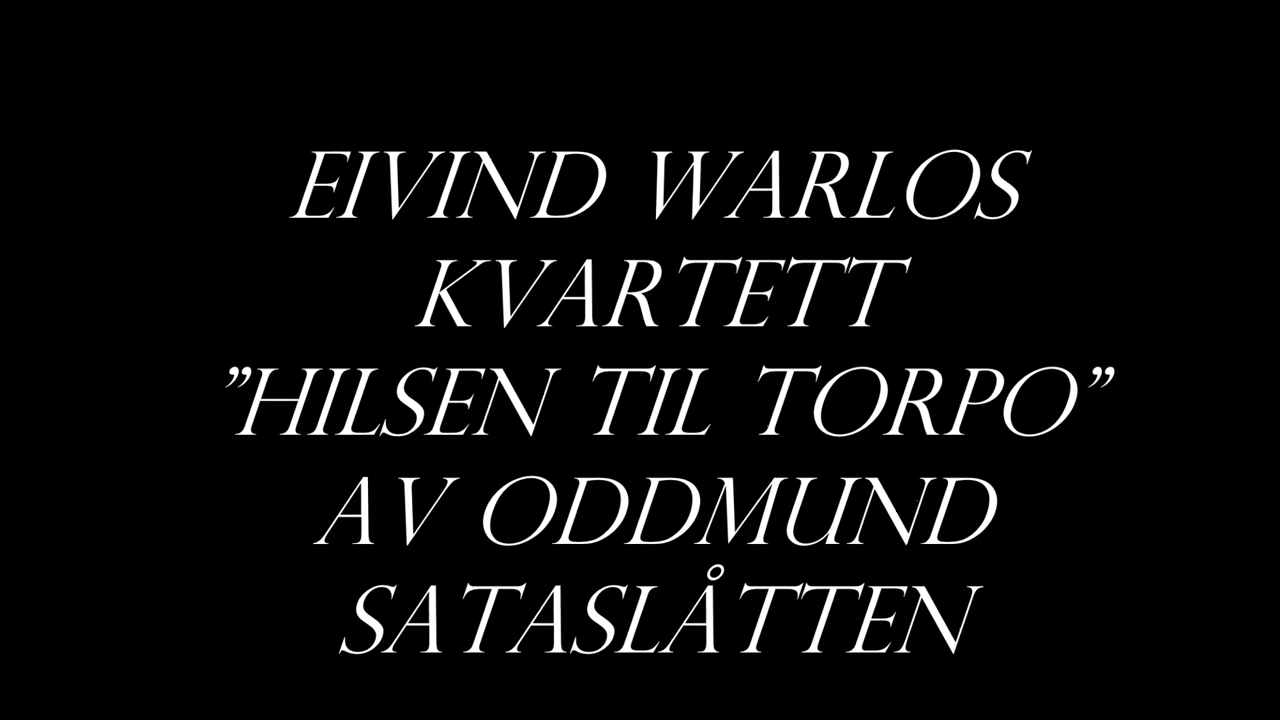 EIVIND WARLOS
KVARTETT
”HILSEN TIL TORPO”
AV ODDMUND
SATASLÅTTEN